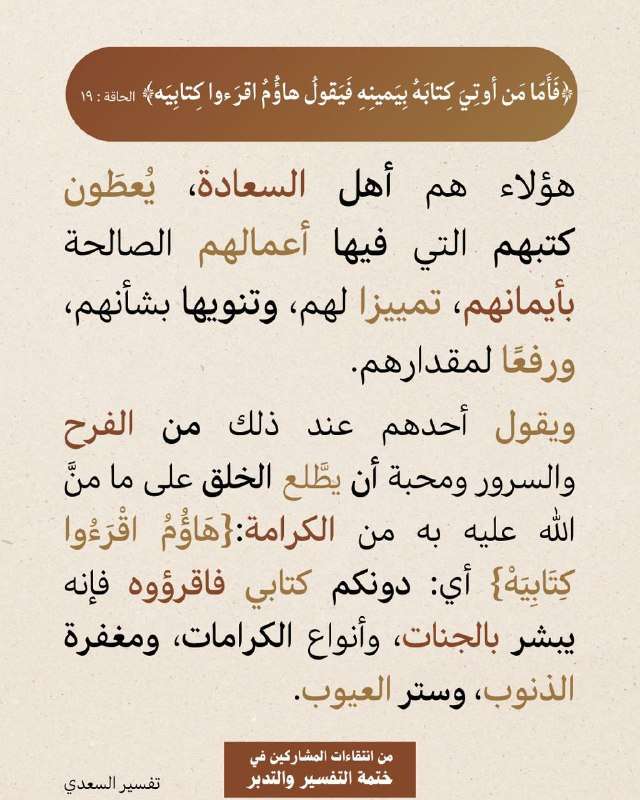 ﴿فَأَمّا مَن أوتِيَ كِتابَهُ بِيَمينِهِ فَيَقولُ هاؤُمُ اقرَءوا كِتابِيَه﴾ الحاقة : ١٩
هؤلاء هم أهل السعادة، يُعطَون
كتبهم التي فيها أعمالهم الصالحة
بأيمانهم، تمييزا لهم، وتنويها بشأنهم،
ورفعًا لمقدارهم.
ويقول أحدهم عند ذلك من الفرح
والسرور ومحبة أن يطَّلع الخلق على ما منَّ
الله عليه به من الكرامة:{هَاؤُمُ اقْرَءُوا
كِتَابِيَهْ} أي: دونكم كتابي فاقرؤوه فإنه
يبشر بالجنات، وأنواع الكرامات، ومغفرة
الذنوب، وستر العيوب.
من انتقاءات المشاركين في
ختمة التفسير والتدبر
تفسير السعدي